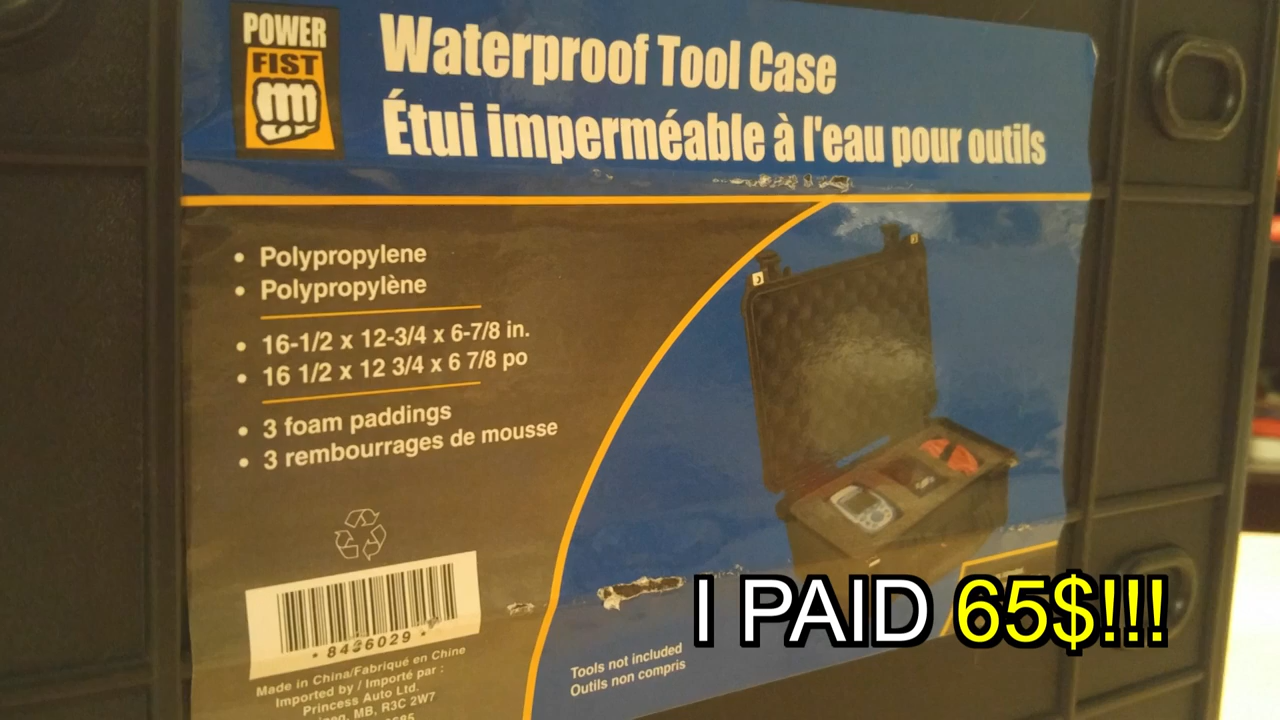 POWER
FIST
Waterproof Tool Case
Étui imperméable à l'eau pour outils
• Polypropylene
• Polypropylène
• 16-1/2 x 12-3/4 x 6-7/8 in.
• 16 1/2 x 12 3/4 x 6 7/8 po
• 3 foam paddings
• 3 rembourrages de mousse
• 8436029 •
Made in China/Fabriqué en Chine
Imported by / Importé par :
Princess Auto Ltd.
MB, R3C 2W7
Tools not included
Outils non compris
I PAID 65$!!!